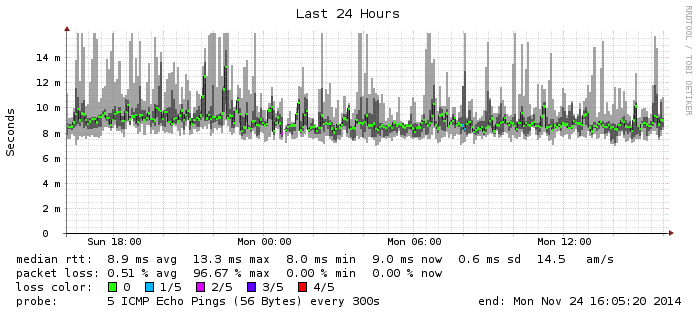 Last 24 Hours
RRDTOOL / TOBI OETIKER
Seconds
14 m
12 m
10 m
8 m
6 m
4 m
2 m
0
Sun 18:00 Mon 00:00 Mon 06:00 Mon 12:00
median rtt: 8.9 ms avg 13.3 ms max 8.0 ms min 9.0 ms now 0.6 ms sd 14.5 am/s
packet loss: 0.51 % avg 96.67 % max 0.00 % min 0.00 % now
loss color: 0 1/5 2/5 3/5 4/5
probe: 5 ICMP Echo Pings (56 Bytes) every 300s end: Mon Nov 24 16:05:20 2014